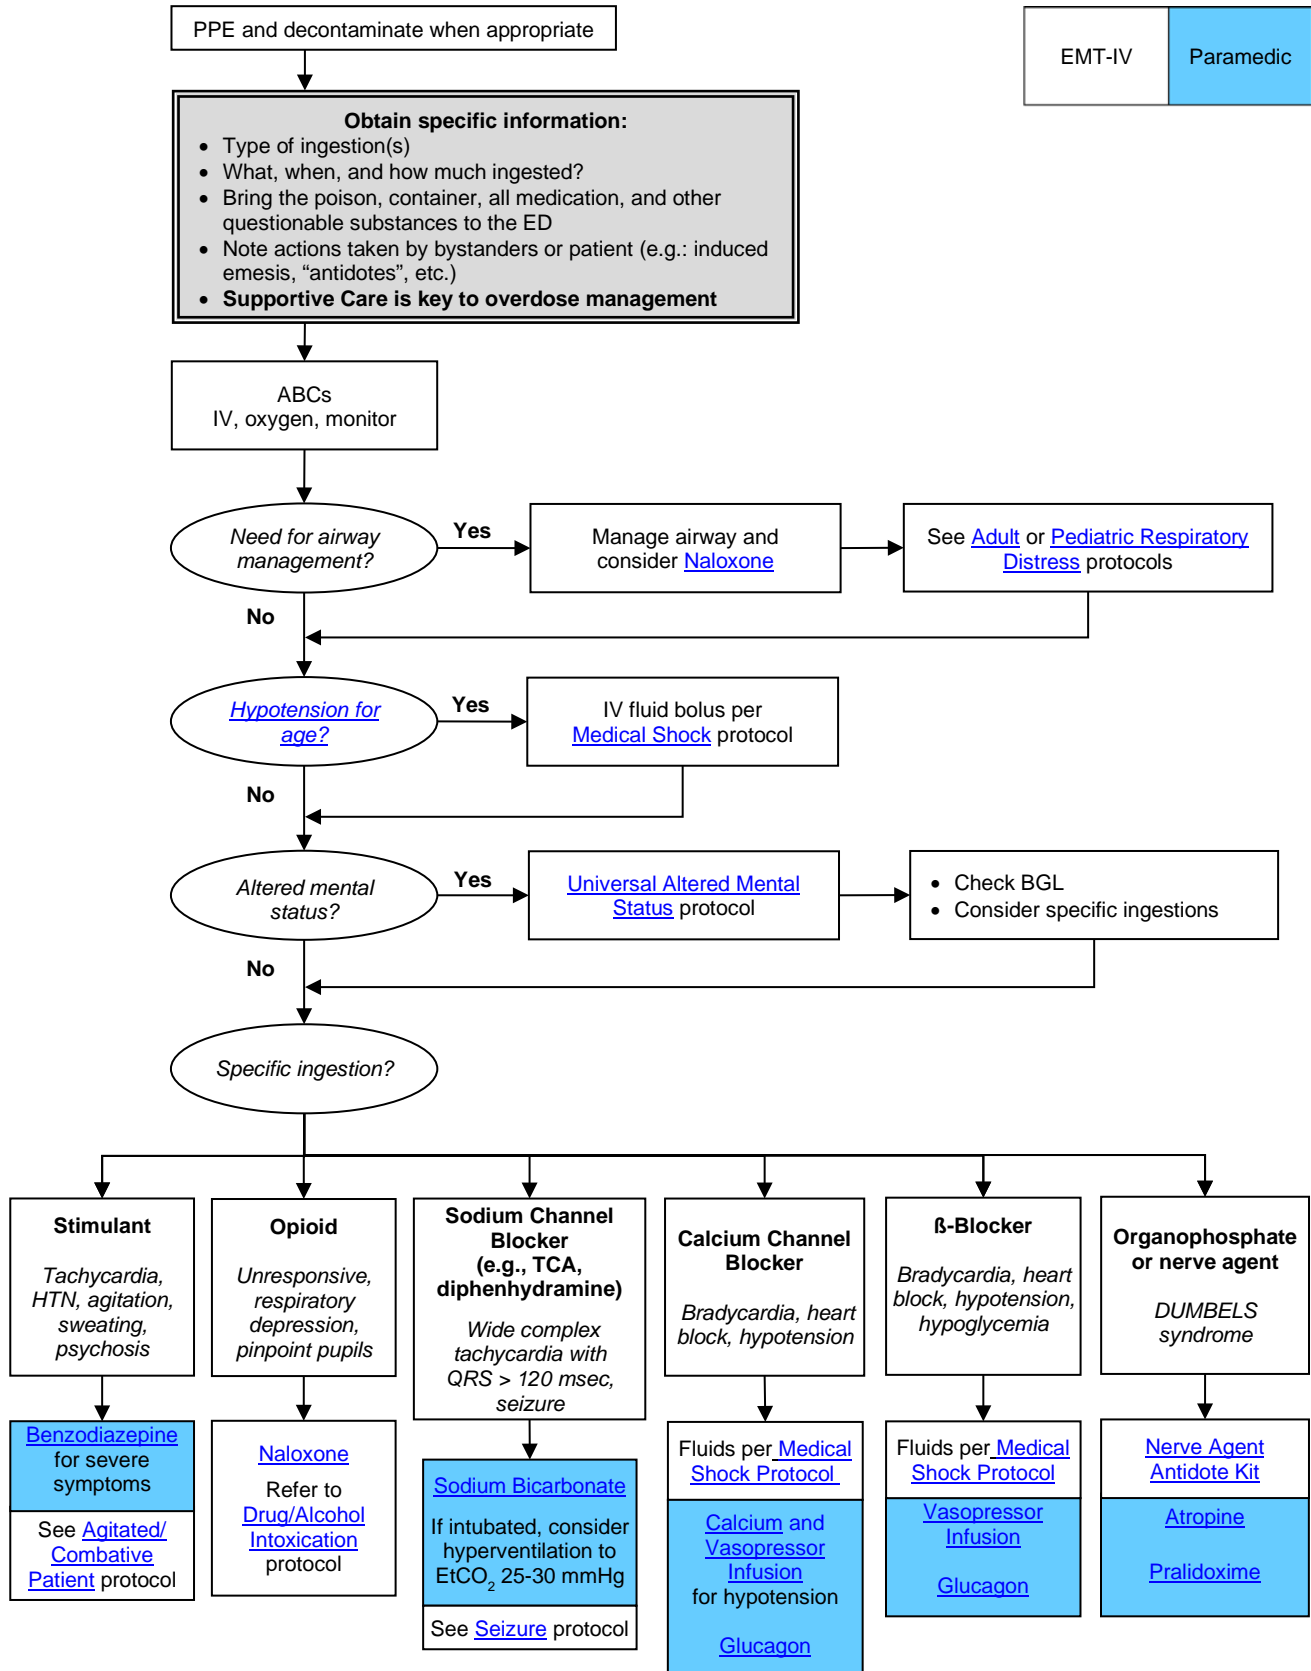 PPE and decontaminate when appropriate
EMT-IV
Paramedic
Obtain specific information:
• Type of ingestion(s)
• What, when, and how much ingested?
• Bring the poison, container, all medication, and other
questionable substances to the ED
• Note actions taken by bystanders or patient (e.g.: induced
emesis, “antidotes”, etc.)
• Supportive Care is key to overdose management
ABCs
IV, oxygen, monitor
Need for airway
management?
Yes
Manage airway and
consider Naloxone
See Adult or Pediatric Respiratory
Distress protocols
No
Hypotension for
age?
Yes
IV fluid bolus per
Medical Shock protocol
No
Altered mental
status?
Yes
Universal Altered Mental
Status protocol
• Check BGL
• Consider specific ingestions
No
Specific ingestion?
Stimulant
Tachycardia,
HTN, agitation,
sweating,
psychosis
Benzodiazepine
for severe
symptoms
See Agitated/
Combative
Patient protocol
Opioid
Unresponsive,
respiratory
depression,
pinpoint pupils
Naloxone
Refer to
Drug/Alcohol
Intoxication
protocol
Sodium Channel
Blocker
(e.g., TCA,
diphenhydramine)
Wide complex
tachycardia with
QRS > 120 msec,
seizure
Sodium Bicarbonate
If intubated, consider
hyperventilation to
EtCO2 25-30 mmHg
See Seizure protocol
Calcium Channel
Blocker
Bradycardia, heart
block, hypotension
Fluids per Medical
Shock Protocol
Calcium and
Vasopressor
Infusion
for hypotension
Glucagon
ß-Blocker
Bradycardia, heart
block, hypotension,
hypoglycemia
Fluids per Medical
Shock Protocol
Vasopressor
Infusion
Glucagon
Organophosphate
or nerve agent
DUMBELS
syndrome
Nerve Agent
Antidote Kit
Atropine
Pralidoxime